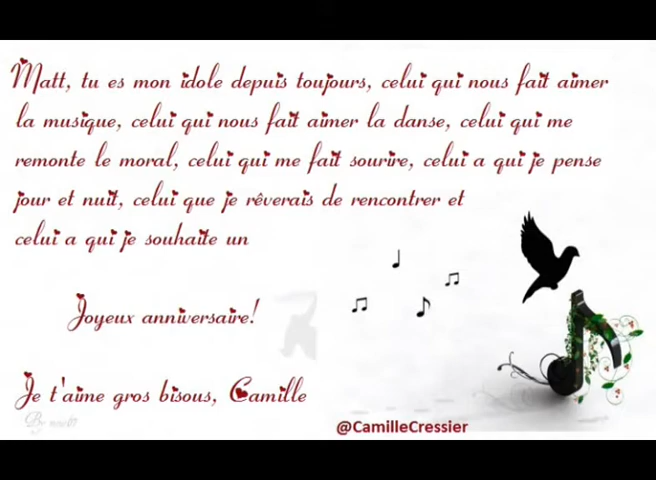 Matt, tu es mon idole depuis toujours, celui qui nous fait aimer
la musique, celui qui nous fait aimer la danse, celui qui me
remonte le moral, celui qui me fait sourire, celui a qui je pense
jour et nuit, celui que je rêverais de rencontrer et
celui a qui je souhaite un
Joyeux anniversaire!
Je t'aime gros bisous, Camille
@CamilleCressier